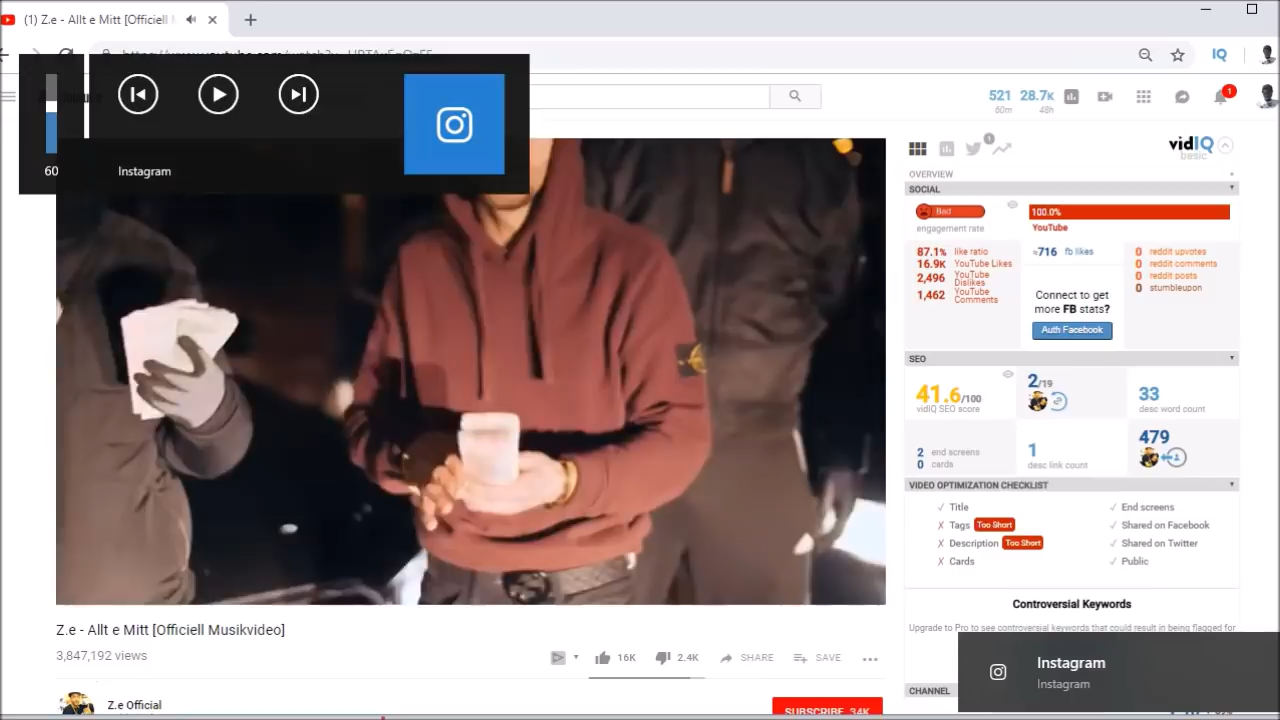 (1) Z.e - Allt e Mitt [Officiell
60
Instagram
521 28.7K
60m 48h
1
1
vidIQ
basic
IQ
OVERVIEW
SOCIAL
Bad
engagement rate
100.0%
YouTube
87.1% like ratio
16.9K YouTube Likes
2,496 YouTube Dislikes
1,462 YouTube Comments
≈716 fb likes
Connect to get
more FB stats?
Auth Facebook
0 reddit upvotes
0 reddit comments
0 reddit posts
0 stumbleupon
SEO
41.6/100
vidIQ SEO score
2/19
33
desc word count
2 end screens
0 cards
1
desc link count
479
VIDEO OPTIMIZATION CHECKLIST
✓ Title
✗ Tags Too Short
✗ Description Too Short
✗ Cards
✓ End screens
✓ Shared on Facebook
✓ Shared on Twitter
✓ Public
Controversial Keywords
Upgrade to Pro to see controversial keywords that could result in being flagged for
CHANNEL
Instagram
Instagram
Z.e - Allt e Mitt [Officiell Musikvideo]
3,847,192 views
16K 2.4K SHARE SAVE
Z.e Official
SUBSCRIBE 34K